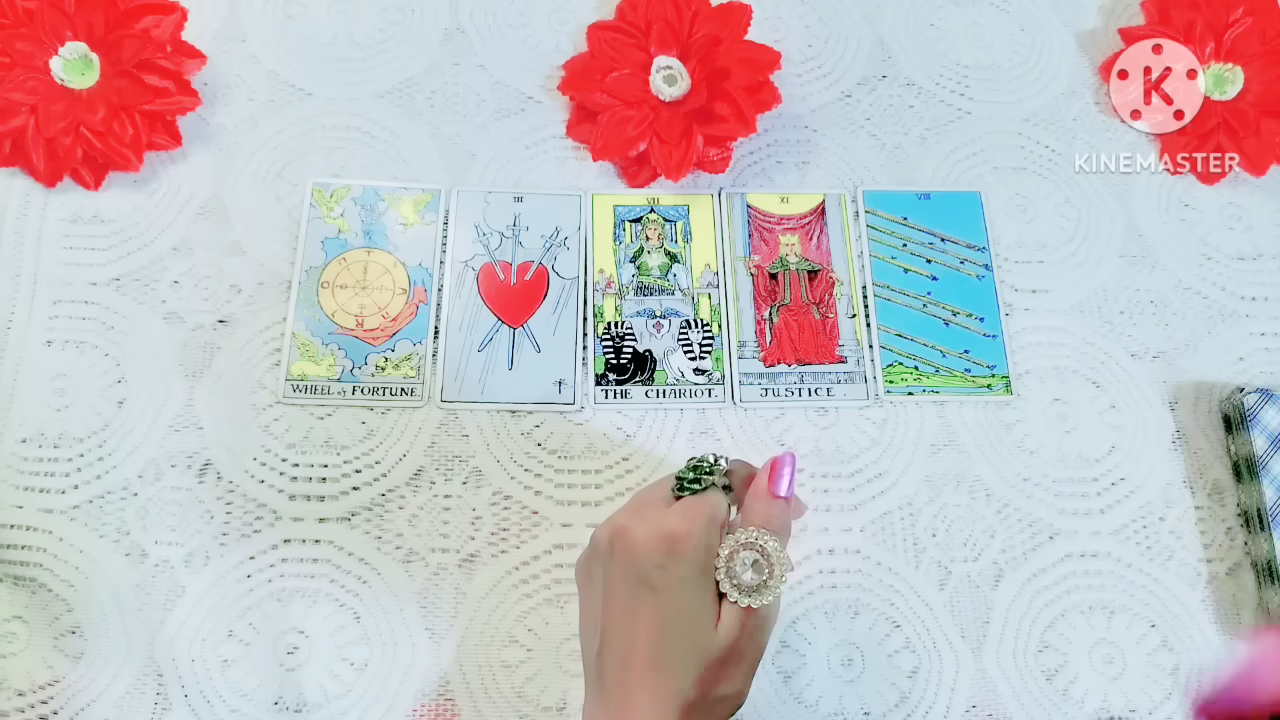 K
KINEMASTER
III
VII
XI
VIII
WHEEL of FORTUNE.
THE CHARIOT.
JUSTICE.